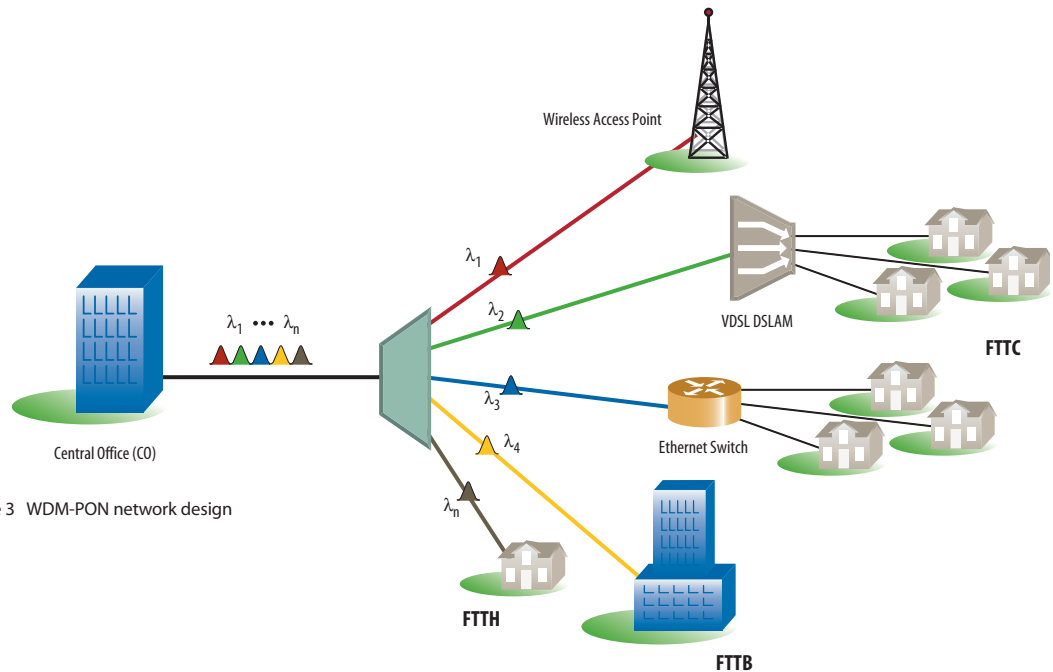 Wireless Access Point
λ1
λ2
VDSL DSLAM
FTTC
λ1 ••• λn
λ3
Central Office (CO)
Ethernet Switch
λ4
3 WDM-PON network design
λn
FTTH
FTTB